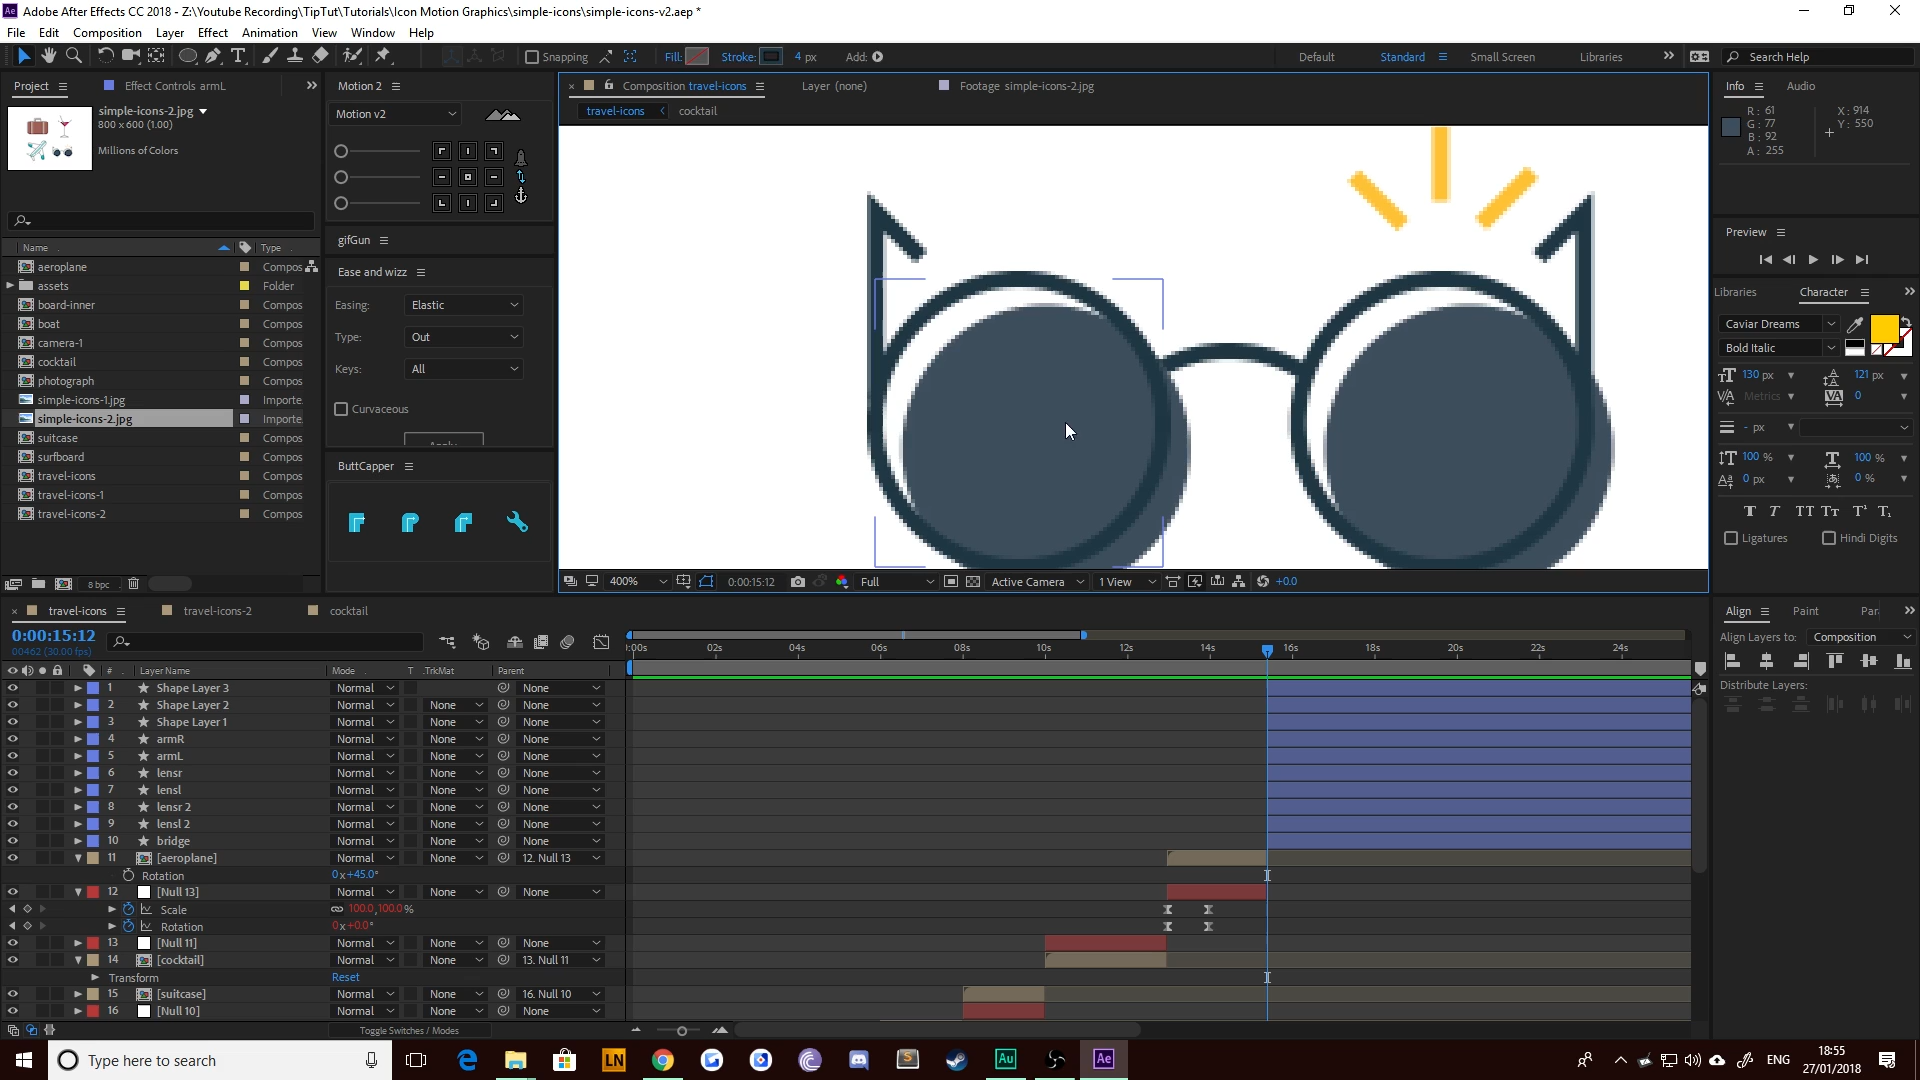 Ae Adobe After Effects CC 2018 - Z:\Youtube Recording\TipTut\Tutorials\Icon Motion Graphics\simple-icons\simple-icons-v2.aep *
File Edit Composition Layer Effect Animation View Window Help
Snapping Fill: Stroke: 4 px Add: Default Standard Small Screen Libraries Search Help
Project Effect Controls armL
simple-icons-2.jpg
800 x 600 (1.00)
Millions of Colors
Name Type
aeroplane Compos
assets Folder
board-inner Compos
boat Compos
camera-1 Compos
cocktail Compos
photograph Compos
simple-icons-1.jpg Importe
simple-icons-2.jpg Importe
suitcase Compos
surfboard Compos
travel-icons Compos
travel-icons-1 Compos
travel-icons-2 Compos
8 bpc
Motion 2
Motion v2
gifGun
Ease and wizz
Easing: Elastic
Type: Out
Keys: All
Curvaceous
ButtCapper
Composition travel-icons Layer (none) Footage simple-icons-2.jpg
travel-icons cocktail
400% 0:00:15:12 Full Active Camera 1 View +0.0
Info Audio
R: 61 X: 914
G: 77 Y: 550
B: 92
A: 255
Preview
Libraries Character
Caviar Dreams
Bold Italic
130 px 121 px
Metrics 0
- px
100 % 100 %
0 px 0 %
Ligatures Hindi Digits
travel-icons travel-icons-2 cocktail
0:00:15:12
00462 (30.00 fps)
# Layer Name Mode T .TrkMat Parent
:00s 02s 04s 06s 08s 10s 12s 14s 16s 18s 20s 22s 24s
1 Shape Layer 3 Normal None
2 Shape Layer 2 Normal None None
3 Shape Layer 1 Normal None None
4 armR Normal None None
5 armL Normal None None
6 lensr Normal None None
7 lensl Normal None None
8 lensr 2 Normal None None
9 lensl 2 Normal None None
10 bridge Normal None None
11 [aeroplane] Normal None 12. Null 13
Rotation 0x+45.0°
12 [Null 13] Normal None None
Scale 100.0,100.0%
Rotation 0x+0.0°
13 [Null 11] Normal None None
14 [cocktail] Normal None 13. Null 11
Transform Reset
15 [suitcase] Normal None 16. Null 10
16 [Null 10] Normal None None
Toggle Switches / Modes
Align Paint
Align Layers to: Composition
Distribute Layers:
Type here to search
LN Au Ae
ENG
18:55
27/01/2018